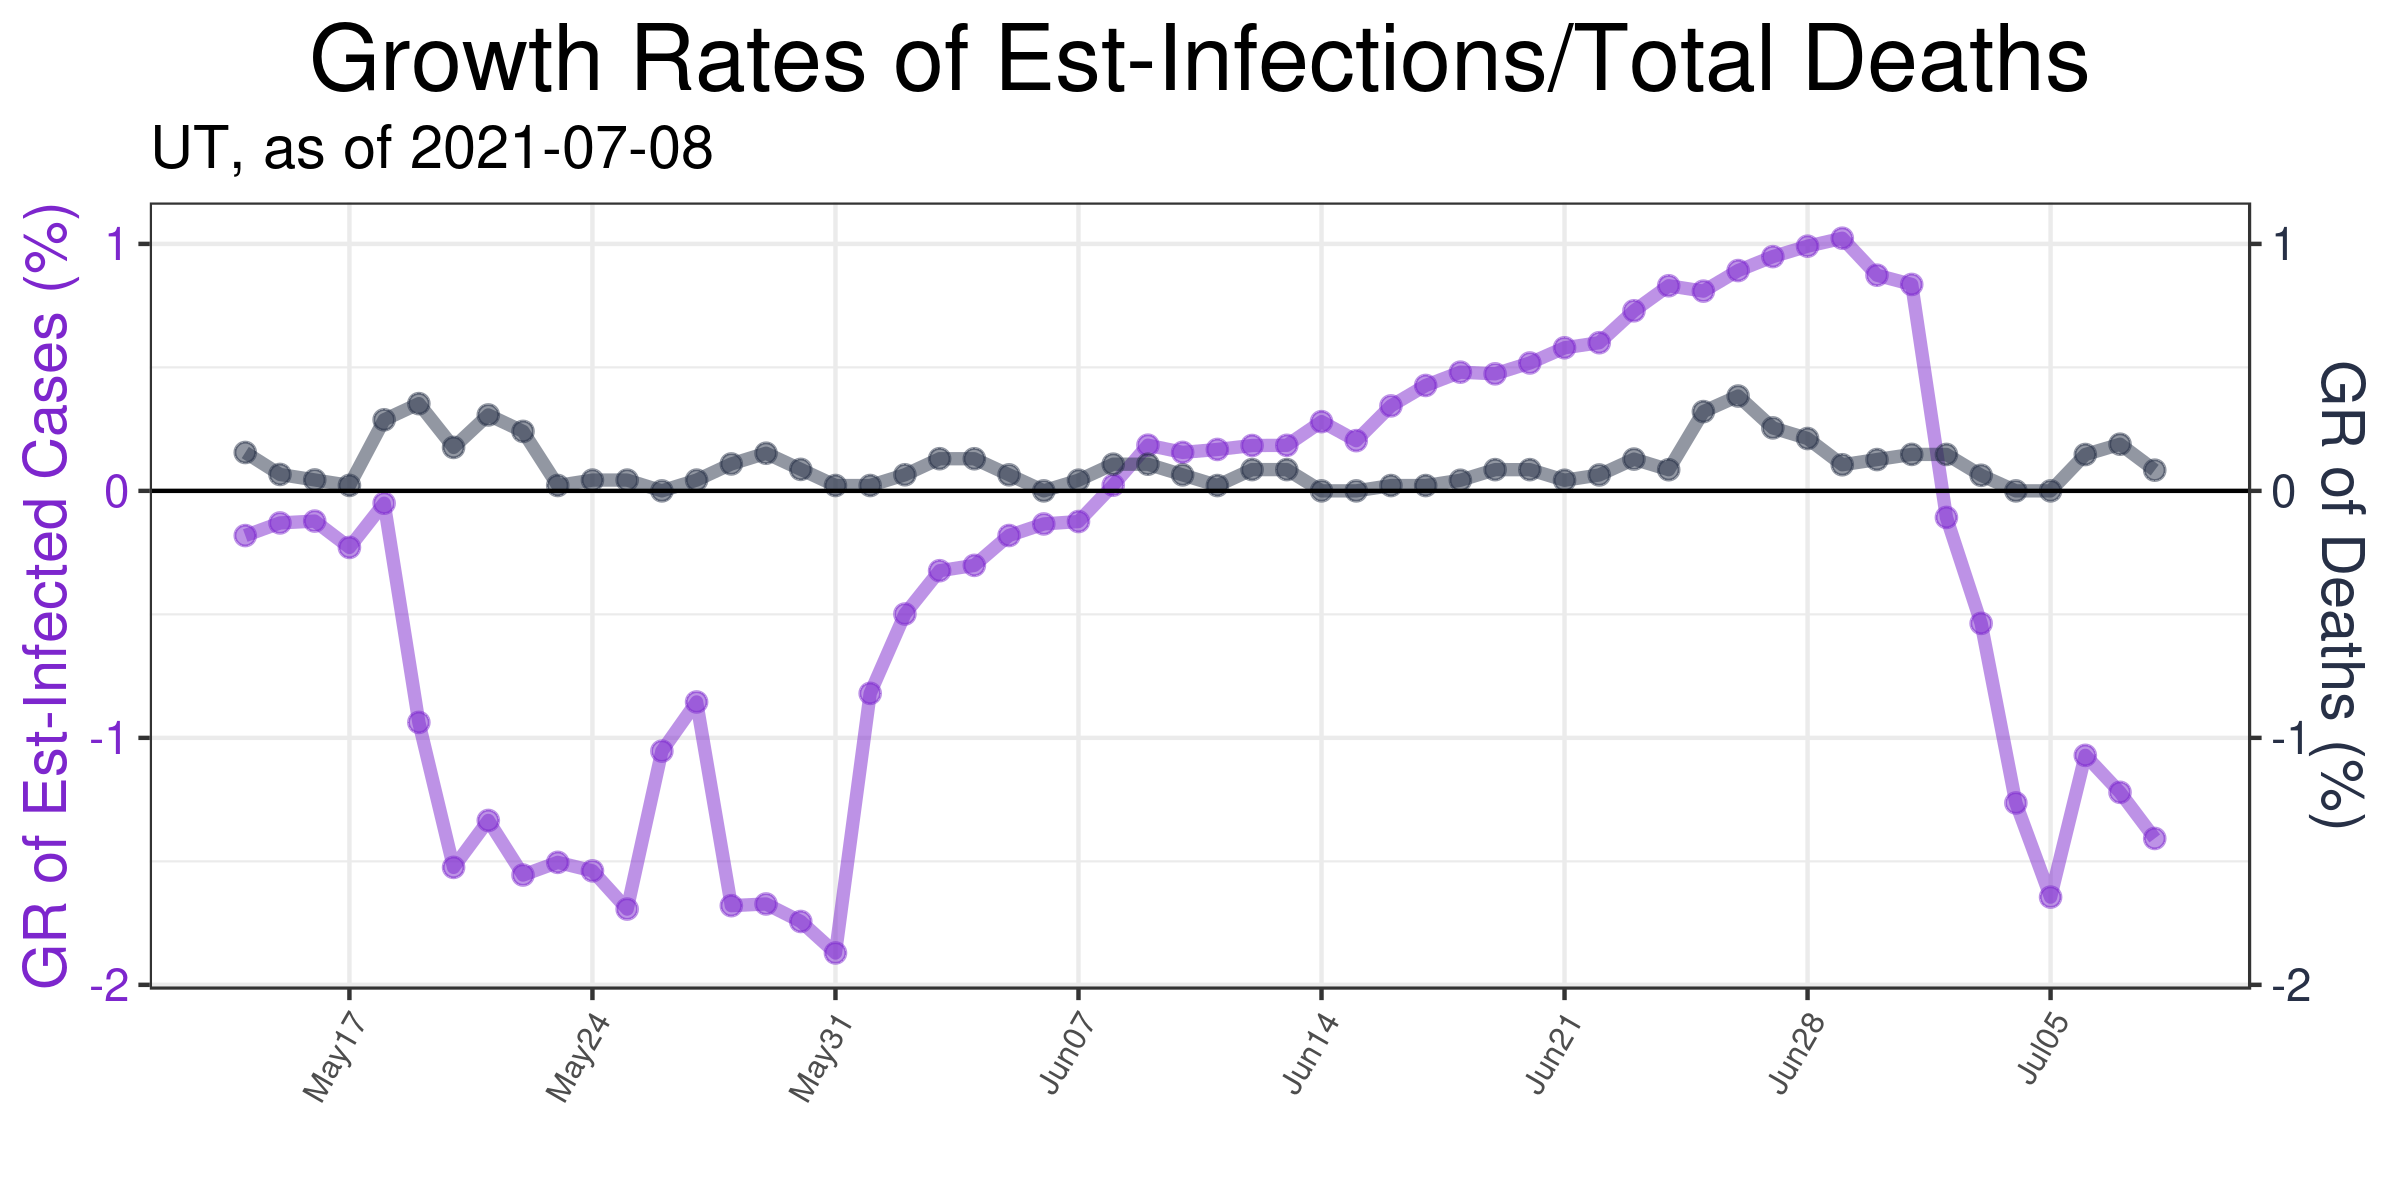 Growth Rates of Est-Infections/Total Deaths
UT, as of 2021-07-08
GR of Est-Infected Cases (%)
1
0
-1
-2
1
0
-1
-2
GR of Deaths (%)
May17
May24
May31
Jun07
Jun14
Jun21
Jun28
Jul05